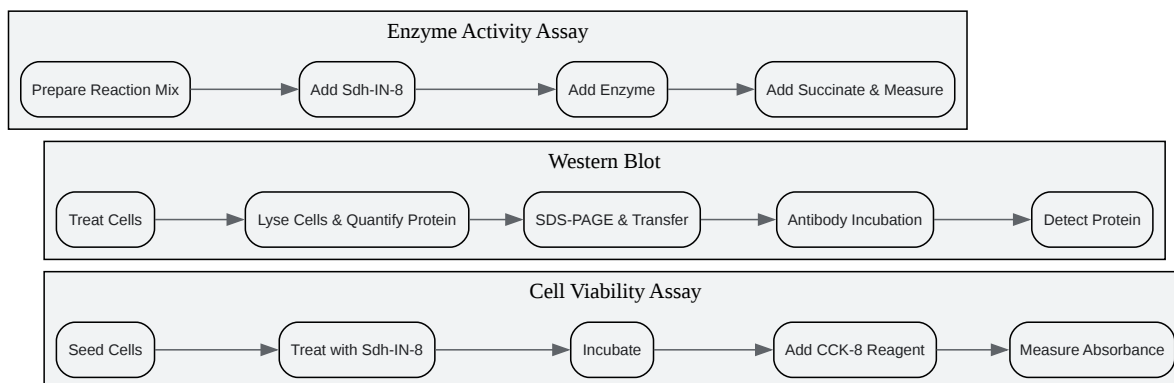 Enzyme Activity Assay
Prepare Reaction Mix
Add Sdh-IN-8
Add Enzyme
Add Succinate & Measure
Western Blot
Treat Cells
Lyse Cells & Quantify Protein
SDS-PAGE & Transfer
Antibody Incubation
Detect Protein
Cell Viability Assay
Seed Cells
Treat with Sdh-IN-8
Incubate
Add CCK-8 Reagent
Measure Absorbance